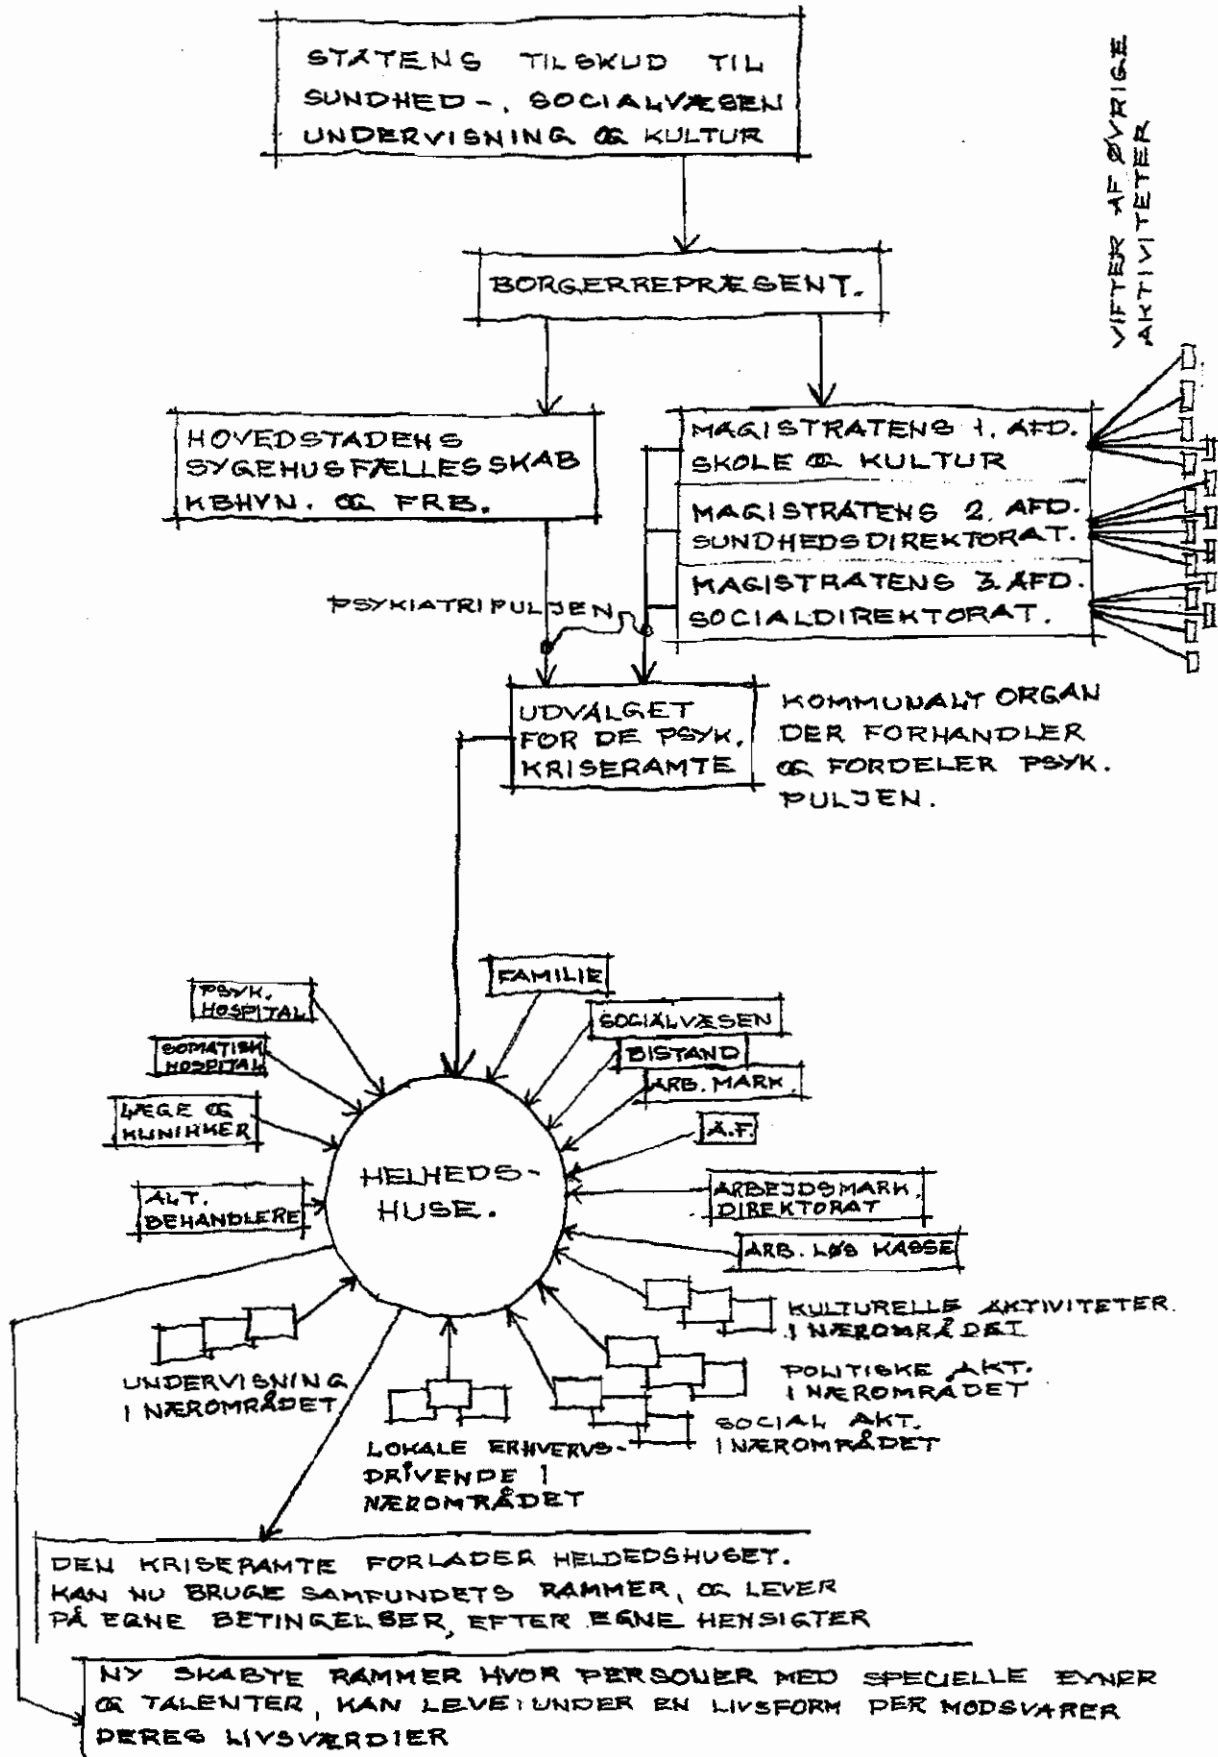 STATENS TILSKUD TIL
SUNDHED-, SOCIALVÆSEN
UNDERVISNING OG KULTUR
VIFTER AF ØVRIGE
AKTIVITETER
BORGERREPRÆSENT.
HOVEDSTADENS
SYGEHUSFÆLLESSKAB
KBHVN. OG FRB.
MAGISTRATENS 1. AFD.
SKOLE OG KULTUR
MAGISTRATENS 2. AFD.
SUNDHEDSDIREKTORAT.
MAGISTRATENS 3. AFD.
SOCIALDIREKTORAT.
PSYKIATRIPULJEN
UDVALGET
FOR DE PSYK.
KRISERAMTE
KOMMUNALT ORGAN
DER FORHANDLER
OG FORDELER PSYK.
PULJEN.
PSYK.
HOSPITAL
SOMATISK
HOSPITAL
LÆGE OG
KLINIKKER
ALT.
BEHANDLERE
FAMILIE
SOCIALVÆSEN
BISTAND
ARB. MARK.
A.F.
ARBEJDSMARK.
DIREKTORAT
ARB. LØS KASSE
HELHEDS-
HUSE.
KULTURELLE AKTIVITETER
I NÆROMRÅDET
POLITISKE AKT.
I NÆROMRÅDET
SOCIAL AKT.
I NÆROMRÅDET
UNDERVISNING
I NÆROMRÅDET
LOKALE ERHVERVS-
DRIVENDE I
NÆROMRÅDET
DEN KRISERAMTE FORLADER HELDEDSHUSET.
KAN NU BRUGE SAMFUNDETS RAMMER, OG LEVER
PÅ EGNE BETINGELSER, EFTER EGNE HENSIGTER
NY SKABTE RAMMER HVOR PERSONER MED SPECIELLE EVNER
OG TALENTER, KAN LEVE UNDER EN LIVSFORM PER MODSVARER
DERES LIVSVÆRDIER